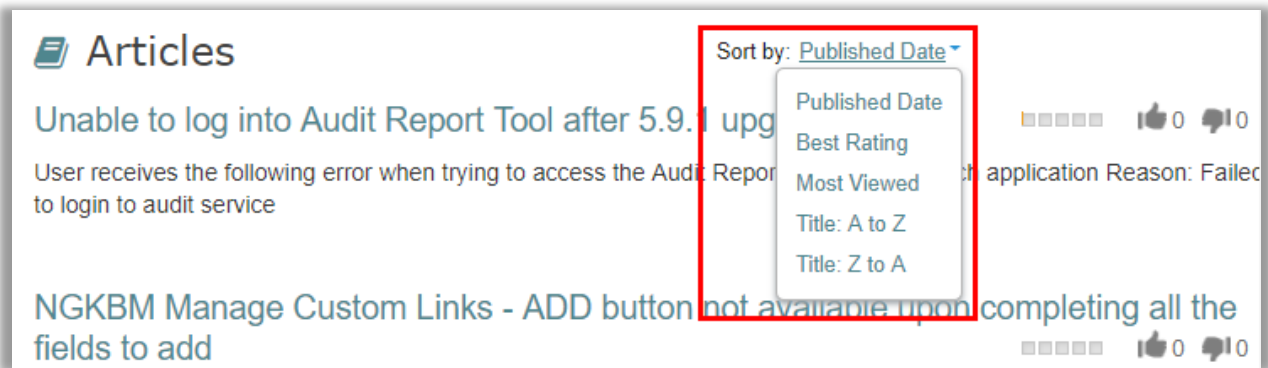 Articles
Sort by: Published Date
Published Date
Best Rating
Most Viewed
Title: A to Z
Title: Z to A
Unable to log into Audit Report Tool after 5.9.1 upg
0 0
User receives the following error when trying to access the Audit Repor application Reason: Failed
to login to audit service
NGKBM Manage Custom Links - ADD button not available upon completing all the
fields to add
0 0